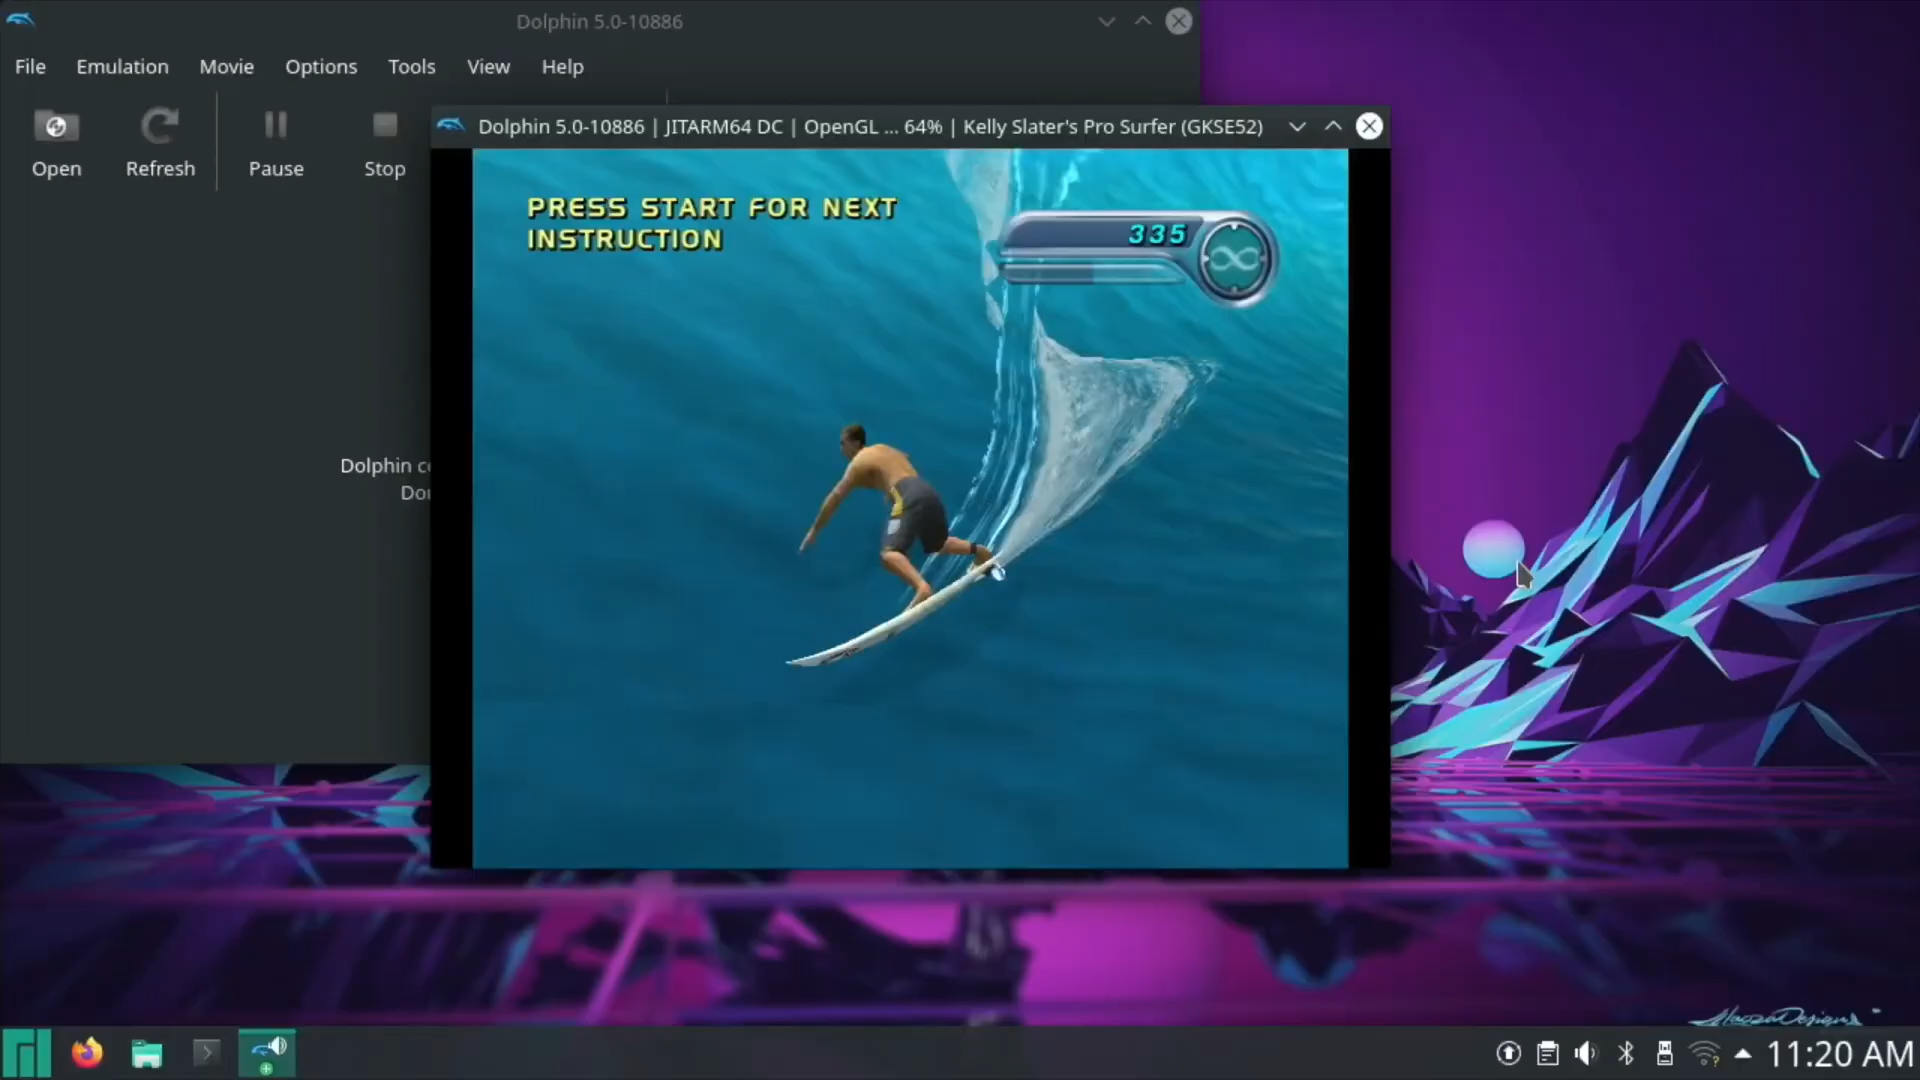 Dolphin 5.0-10886
File Emulation Movie Options Tools View Help
Open Refresh Pause Stop
Dolphin 5.0-10886 | JITARM64 DC | OpenGL ... 64% | Kelly Slater's Pro Surfer (GKSE52)
PRESS START FOR NEXT
INSTRUCTION
335
Dolphin
11:20 AM